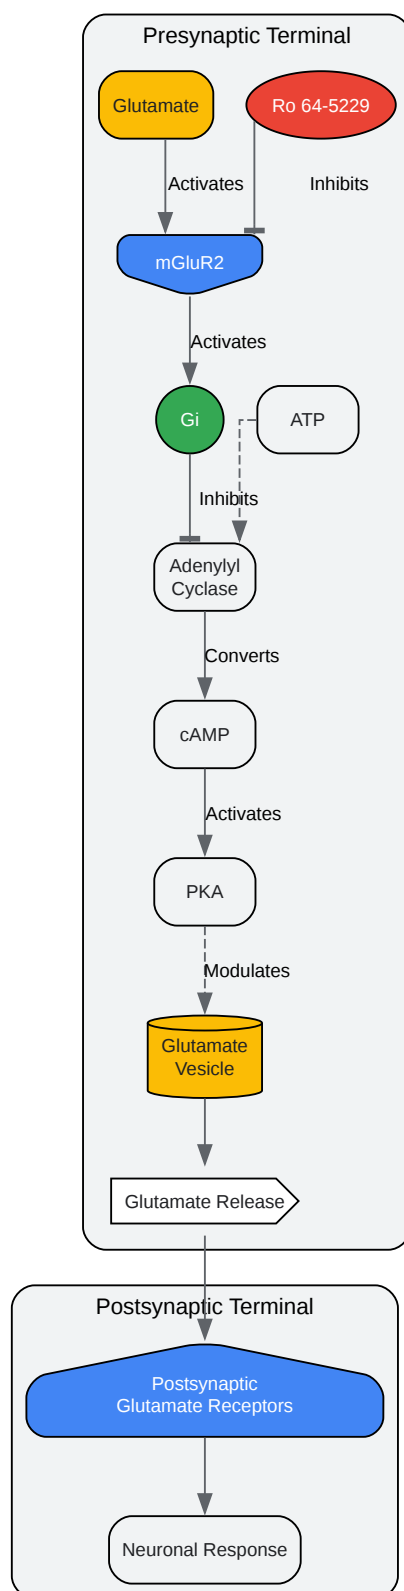 Presynaptic Terminal
Glutamate
Ro 64-5229
Activates
Inhibits
mGluR2
Activates
Gi
ATP
Inhibits
Adenylyl
Cyclase
Converts
cAMP
Activates
PKA
Modulates
Glutamate
Vesicle
Glutamate Release
Postsynaptic Terminal
Postsynaptic
Glutamate Receptors
Neuronal Response